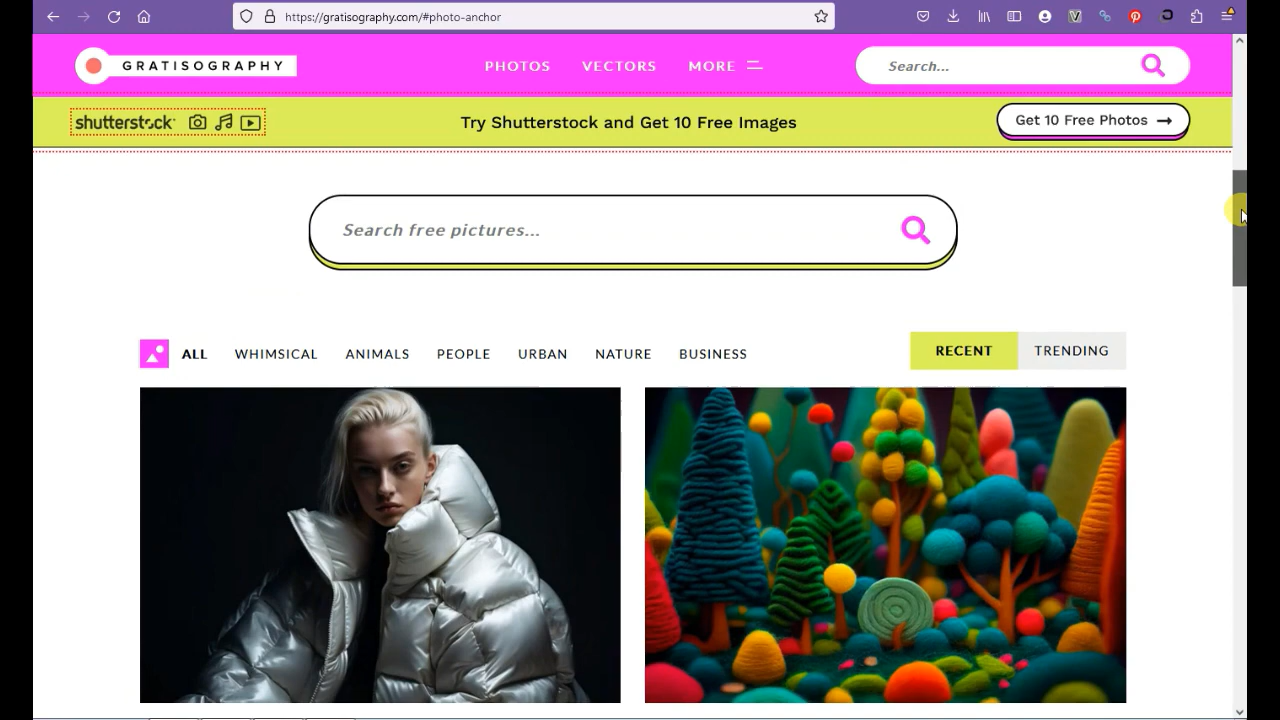 https://gratisography.com/#photo-anchor
GRATISOGRAPHY
PHOTOS VECTORS MORE
Search...
shutterstock
Try Shutterstock and Get 10 Free Images
Get 10 Free Photos
Search free pictures...
ALL WHIMSICAL ANIMALS PEOPLE URBAN NATURE BUSINESS
RECENT TRENDING